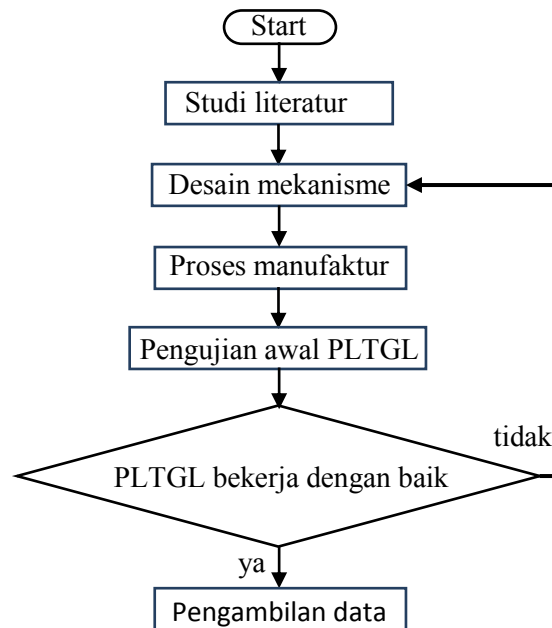 Start
Studi literatur
Desain mekanisme
Proses manufaktur
Pengujian awal PLTGL
tidak
PLTGL bekerja dengan baik
ya
Pengambilan data